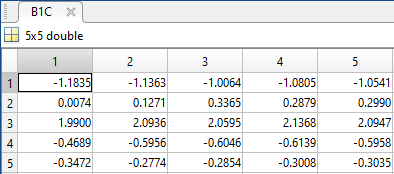 B1C
5x5 double
1 2 3 4 5
1 -1.1835 -1.1363 -1.0064 -1.0805 -1.0541
2 0.0074 0.1271 0.3365 0.2879 0.2990
3 1.9900 2.0936 2.0595 2.1368 2.0947
4 -0.4689 -0.5956 -0.6046 -0.6139 -0.5958
5 -0.3472 -0.2774 -0.2854 -0.3008 -0.3035